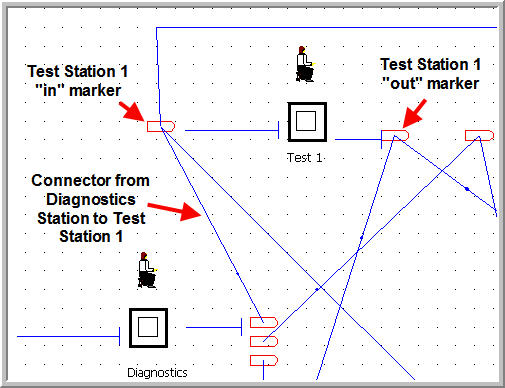 Test Station 1
"in" marker
Test Station 1
"out" marker
Test 1
Connector from
Diagnostics
Station to Test
Station 1
Diagnostics